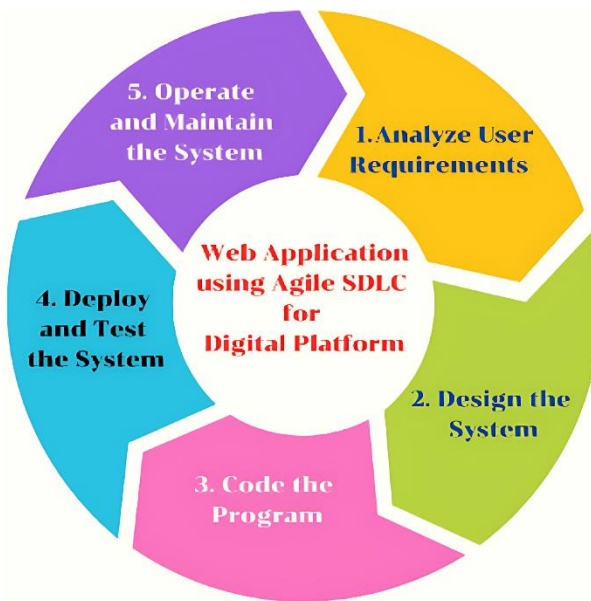 Web Application
using Agile SDLC
for
Digital Platform
1.Analyze User
Requirements
2. Design the
System
3. Code the
Program
4. Deploy
and Test
the System
5. Operate
and Maintain
the System